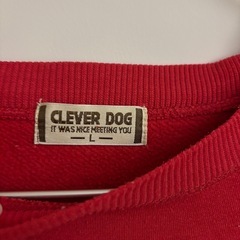 CLEVER DOG
IT WAS NICE MEETING YOU
- L -